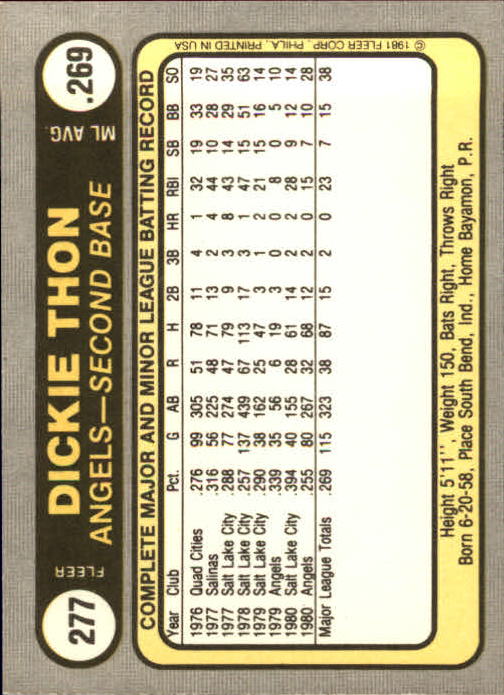 277 FLEER
DICKIE THON
ANGELS—SECOND BASE
ML AVG. .269
COMPLETE MAJOR AND MINOR LEAGUE BATTING RECORD
Year Club Pct. G AB R H 2B 3B HR RBI SB BB SO
1976 Quad Cities .276 99 305 51 78 11 4 1 32 19 33 19
1977 Salinas .316 56 225 48 71 13 2 4 44 10 28 27
1977 Salt Lake City .288 77 274 47 79 9 3 8 43 14 29 35
1978 Salt Lake City .257 137 439 67 113 17 3 1 47 15 51 63
1979 Salt Lake City .290 38 162 25 47 3 1 2 21 15 16 14
1979 Angels .339 35 56 6 19 3 0 0 8 0 5 10
1980 Salt Lake City .394 40 155 28 61 14 2 2 28 9 12 14
1980 Angels .255 80 267 32 68 12 2 0 15 7 10 28
Major League Totals .269 115 323 38 87 15 2 0 23 7 15 38
Height 5'11", Weight 150, Bats Right, Throws Right
Born 6-20-58, Place South Bend, Ind., Home Bayamon, P.R.
© 1981 FLEER CORP., PHILA., PRINTED IN USA